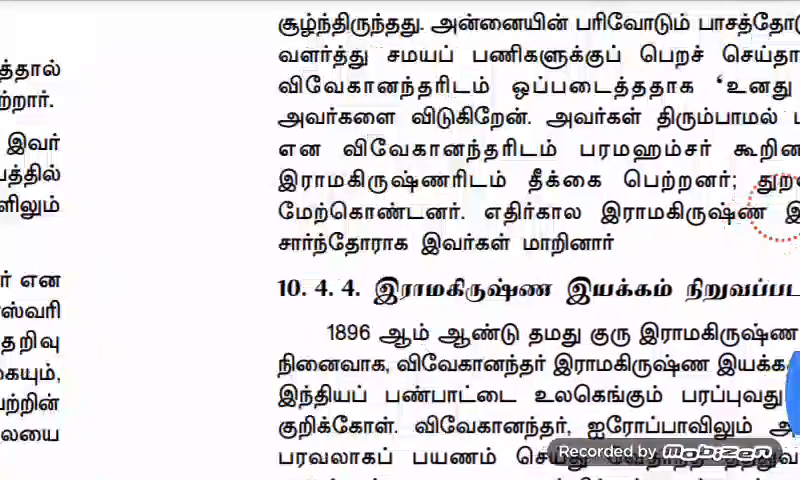 த்தால்
ற்றார்.
இவர்
பத்தில்
ளிலும்
ர் என
ஸ்வரி
தறிவு
கையும்,
பற்றின்
லையை
சூழ்ந்திருந்தது. அன்னையின் பரிவோடும்
வளர்த்து சமயப் பணிகளுக்குப் பெறச் செய்தா
விவேகானந்தரிடம் ஒப்படைத்ததாக ‘உனது
அவர்களை விடுகிறேன். அவர்கள் திரும்பாமல்
என விவேகானந்தரிடம் பரமஹம்சர் கூறின
இராமகிருஷ்ணரிடம் தீக்கை பெற்றனர்;
மேற்கொண்டனர். எதிர்கால இராமகிருஷ்ண
சார்ந்தோராக இவர்கள் மாறினார்
10. 4. 4. இராமகிருஷ்ண இயக்கம் நிறுவப்பட
1896 ஆம் ஆண்டு தமது குரு இராமகிருஷ்ண
நினைவாக, விவேகானந்தர் இராமகிருஷ்ண இயக்க
இந்தியப் பண்பாட்டை உலகெங்கும் பரப்புவது
குறிக்கோள். விவேகானந்தர், ஐரோப்பாவிலும்
பரவலாகப் பயணம் செய்து
Recorded by mobizen